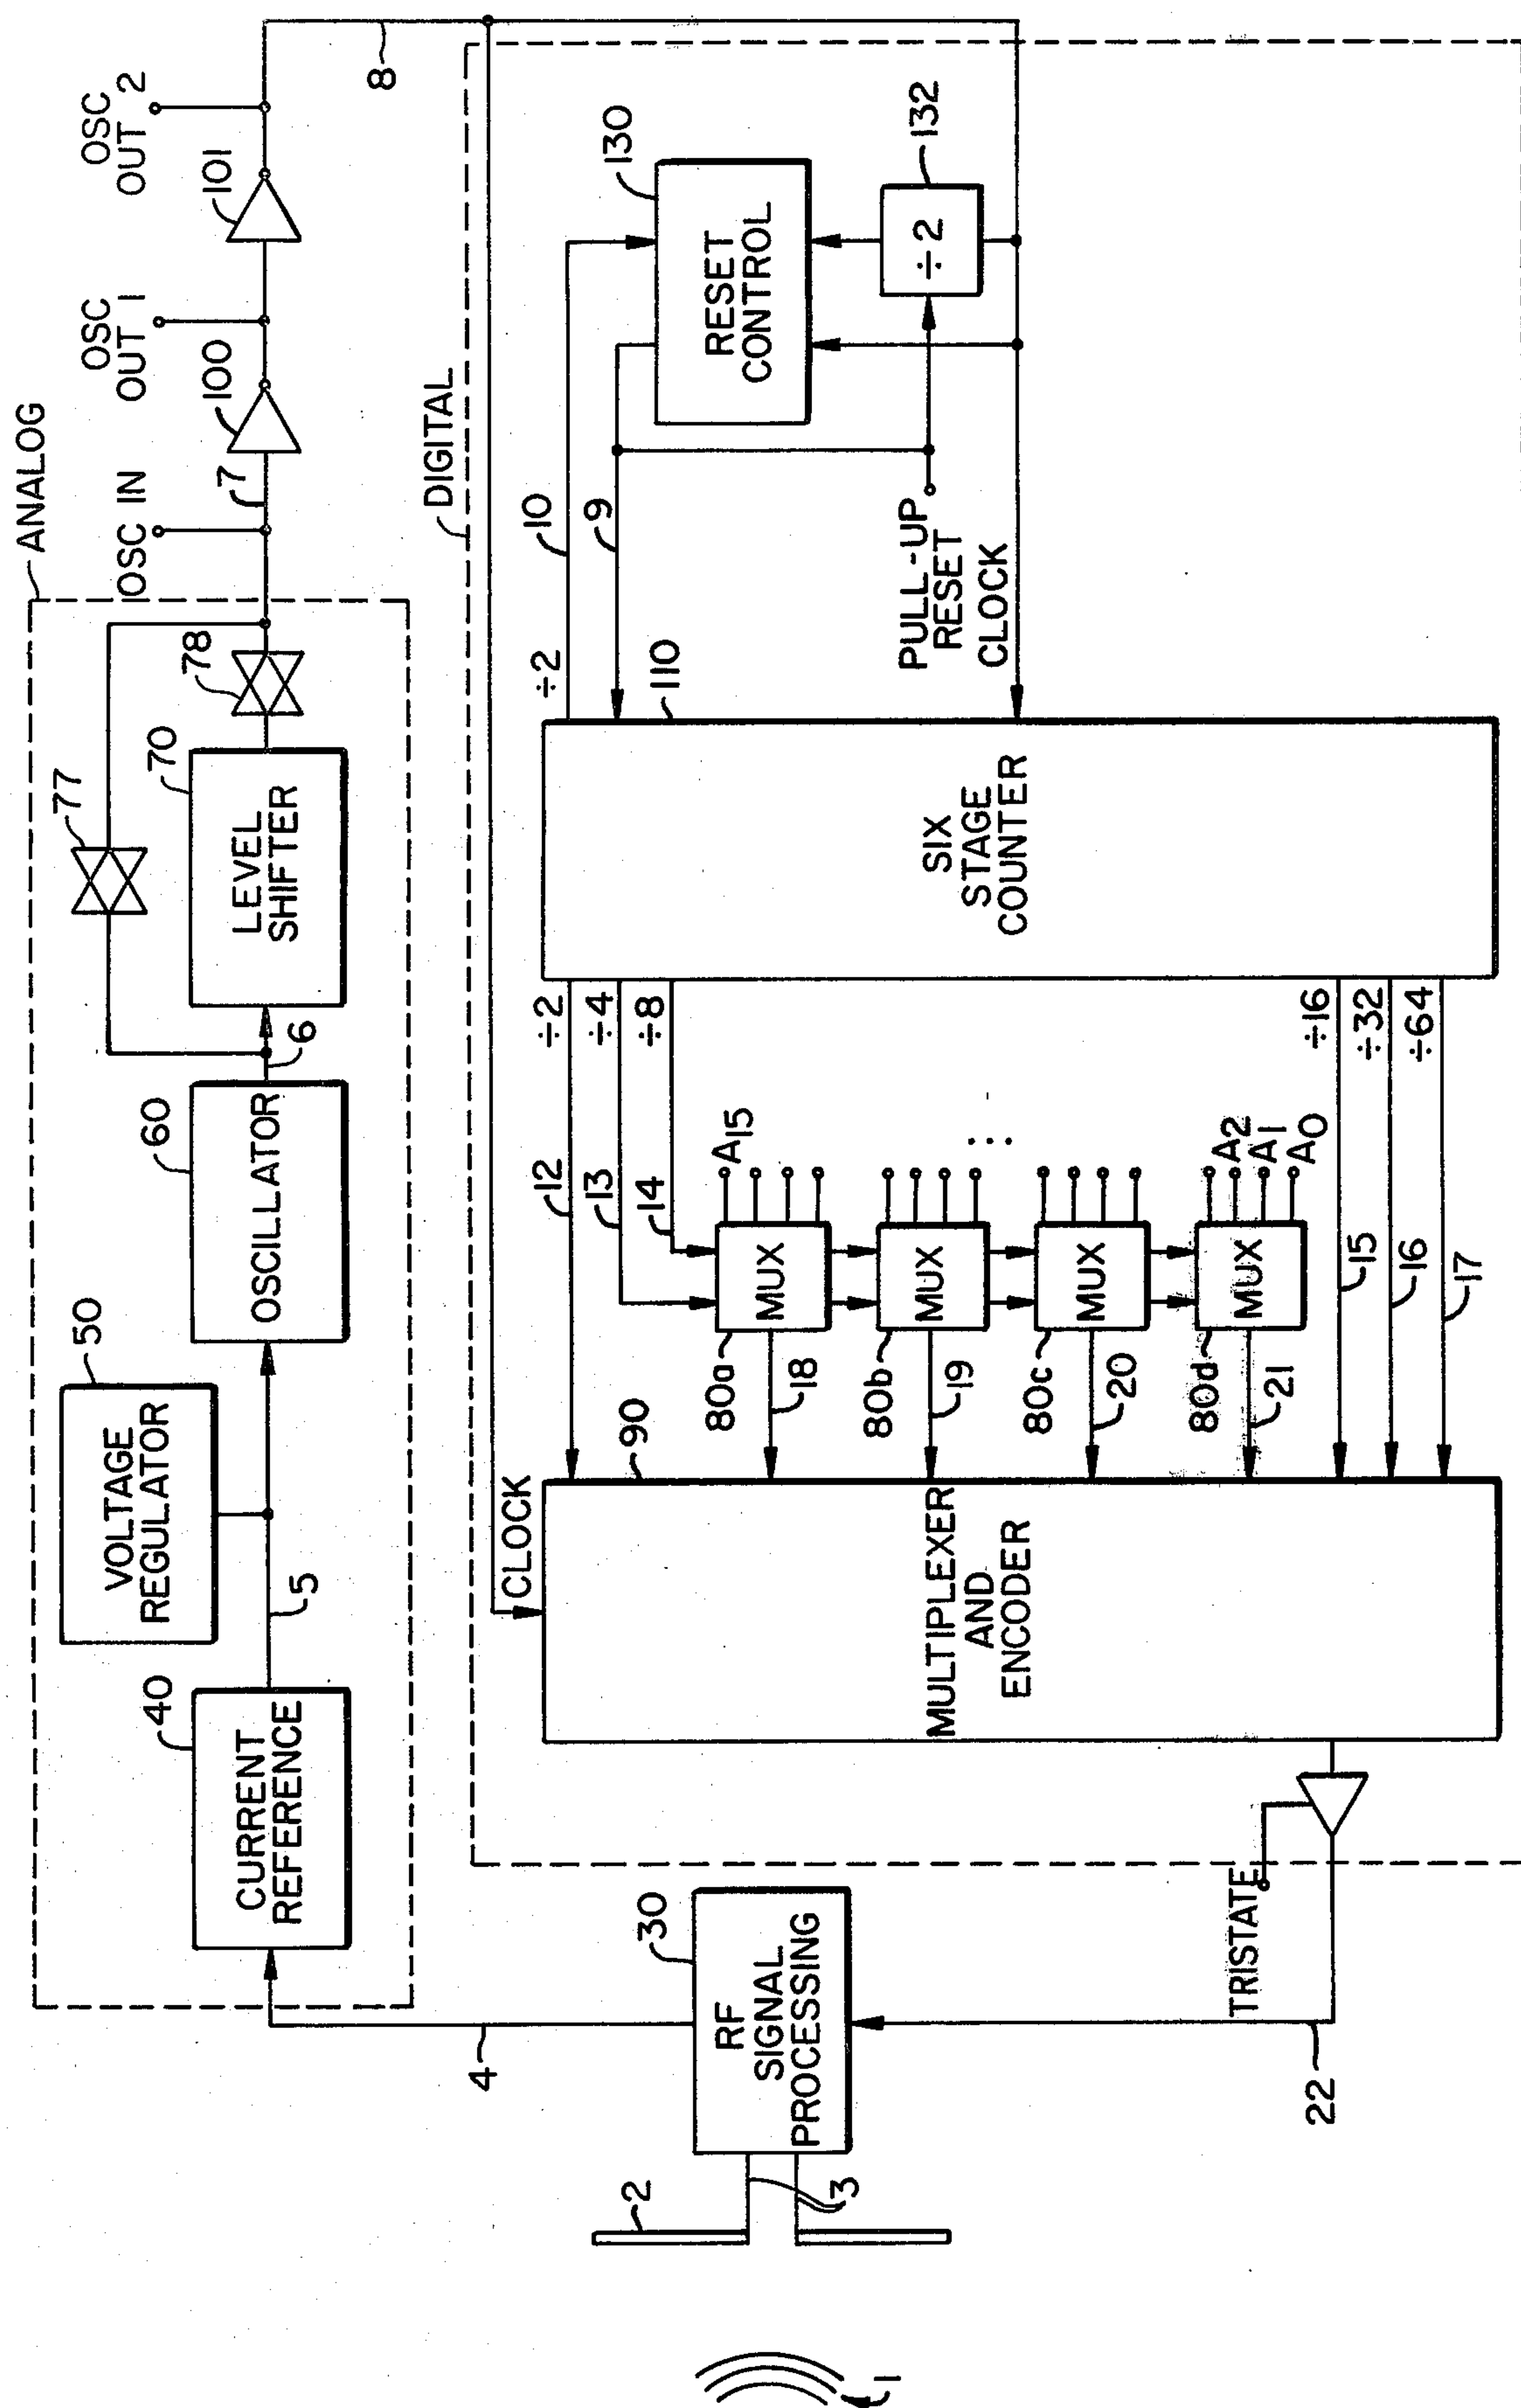 ANALOG
CURRENT
REFERENCE
40
VOLTAGE
REGULATOR
50
5
OSCILLATOR
60
6
LEVEL
SHIFTER
70
77
78
OSC IN
7
100
OSC
OUT 1
101
OSC
OUT 2
8
4
1
2
3
RF
SIGNAL
PROCESSING
30
22
TRISTATE
DIGITAL
CLOCK
MULTIPLEXER
AND
ENCODER
90
12
13
14
÷2
÷4
÷8
MUX
80a
18
A15
MUX
80b
19
...
MUX
80c
20
MUX
80d
21
A2
A1
A0
15
16
17
÷16
÷32
÷64
SIX
STAGE
COUNTER
110
÷2
10
9
PULL-UP
RESET
CLOCK
RESET
CONTROL
130
÷2
132